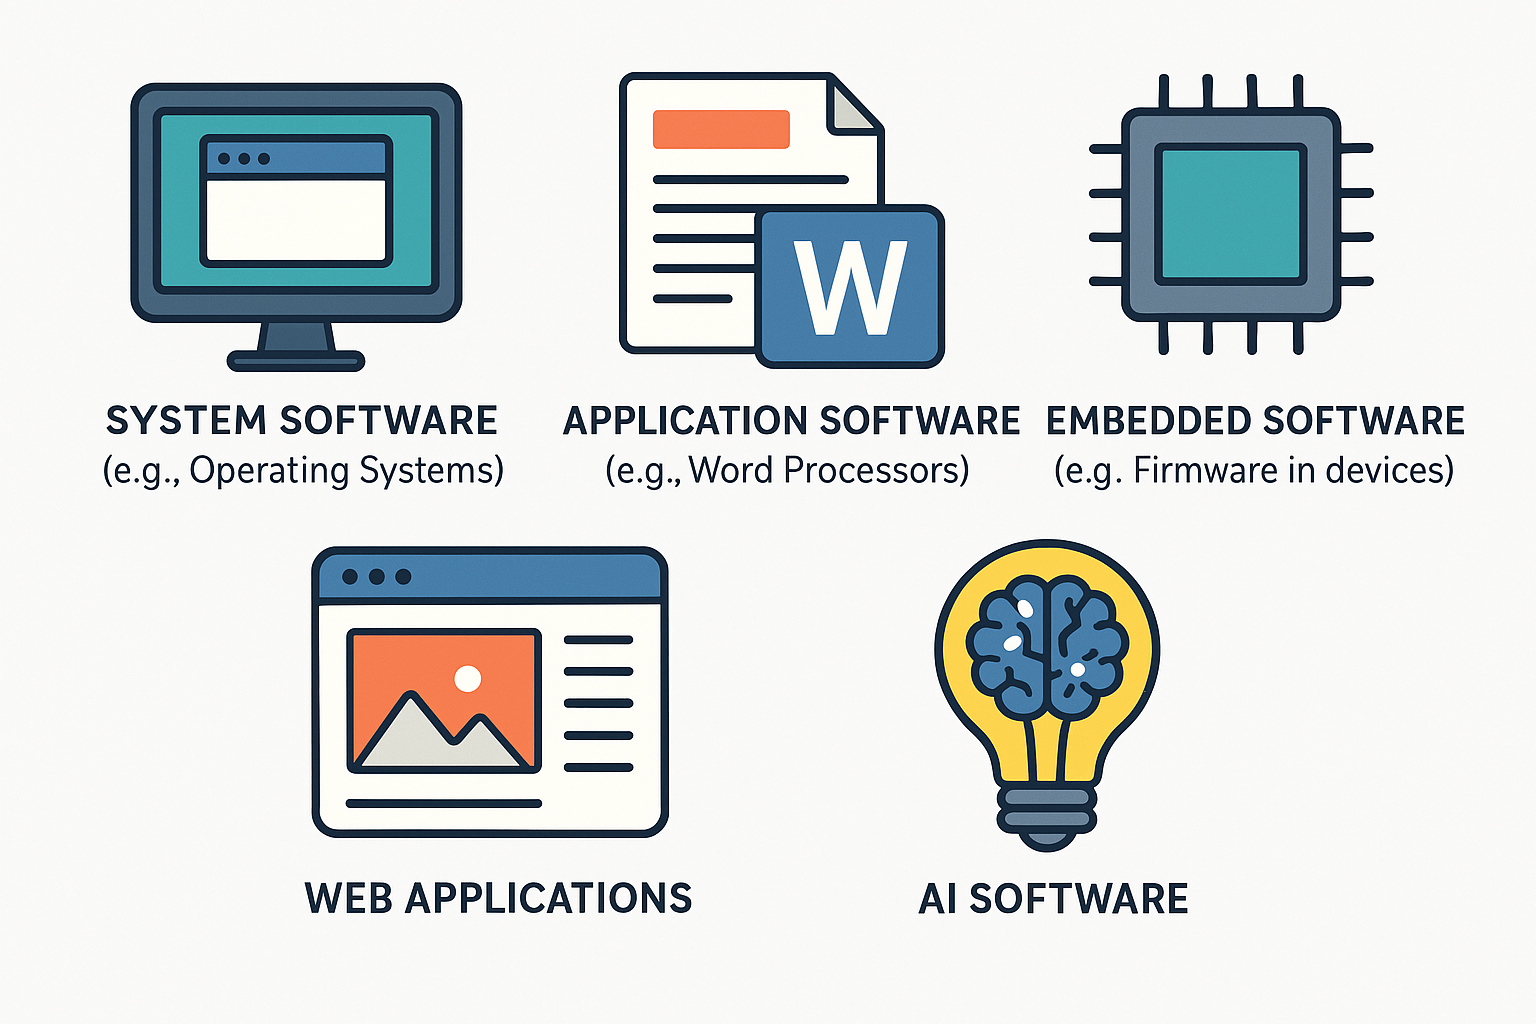 W
SYSTEM SOFTWARE
(e.g., Operating Systems)
APPLICATION SOFTWARE
(e.g., Word Processors)
EMBEDDED SOFTWARE
(e.g. Firmware in devices)
WEB APPLICATIONS
AI SOFTWARE